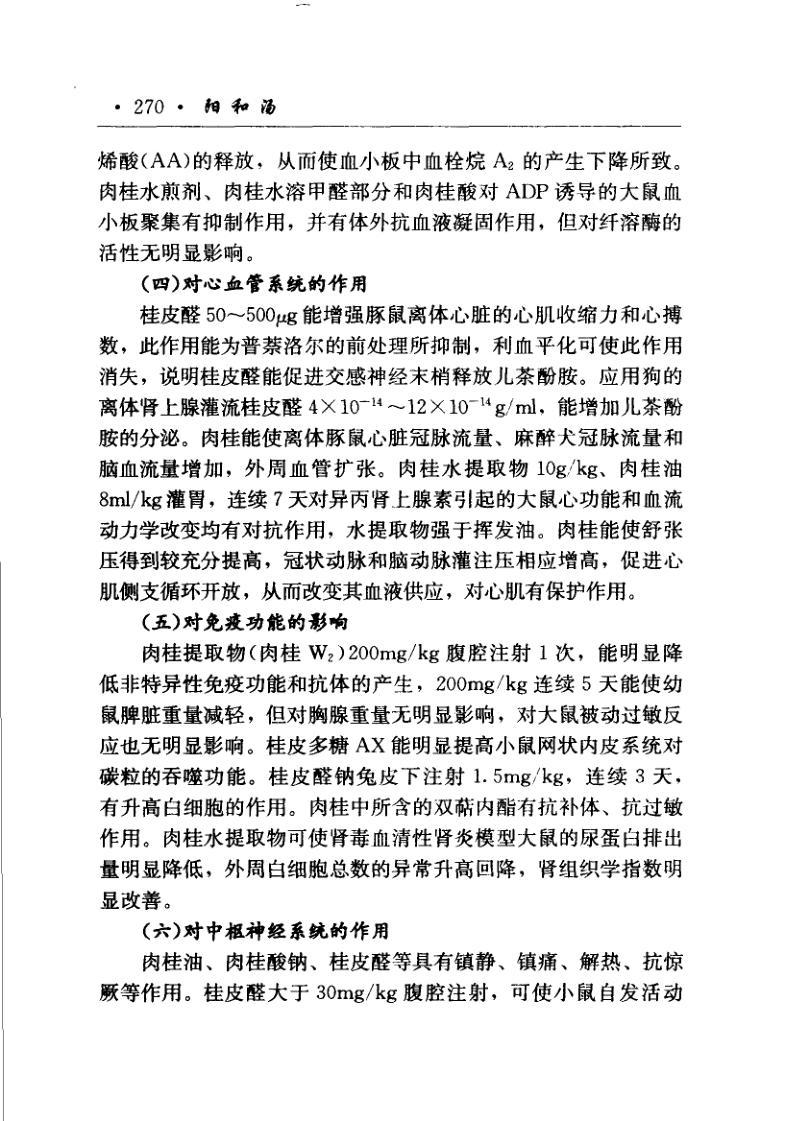 · 270 · 阳和汤
烯酸(AA)的释放，从而使血小板中血栓烷 A₂ 的产生下降所致。
肉桂水煎剂、肉桂水溶甲醛部分和肉桂酸对 ADP 诱导的大鼠血
小板聚集有抑制作用，并有体外抗血液凝固作用，但对纤溶酶的
活性无明显影响。
(四)对心血管系统的作用
桂皮醛 50～500μg 能增强豚鼠离体心脏的心肌收缩力和心搏
数，此作用能为普萘洛尔的前处理所抑制，利血平化可使此作用
消失，说明桂皮醛能促进交感神经末梢释放儿茶酚胺。应用狗的
离体肾上腺灌流桂皮醛 4×10⁻¹⁴～12×10⁻¹⁴g/ml，能增加儿茶酚
胺的分泌。肉桂能使离体豚鼠心脏冠脉流量、麻醉犬冠脉流量和
脑血流量增加，外周血管扩张。肉桂水提取物 10g/kg、肉桂油
8ml/kg 灌胃，连续 7 天对异丙肾上腺素引起的大鼠心功能和血流
动力学改变均有对抗作用，水提取物强于挥发油。肉桂能使舒张
压得到较充分提高，冠状动脉和脑动脉灌注压相应增高，促进心
肌侧支循环开放，从而改变其血液供应，对心肌有保护作用。
(五)对免疫功能的影响
肉桂提取物(肉桂 W₂)200mg/kg 腹腔注射 1 次，能明显降
低非特异性免疫功能和抗体的产生，200mg/kg 连续 5 天能使幼
鼠脾脏重量减轻，但对胸腺重量无明显影响，对大鼠被动过敏反
应也无明显影响。桂皮多糖 AX 能明显提高小鼠网状内皮系统对
碳粒的吞噬功能。桂皮醛钠兔皮下注射 1.5mg/kg，连续 3 天，
有升高白细胞的作用。肉桂中所含的双萜内酯有抗补体、抗过敏
作用。肉桂水提取物可使肾毒血清性肾炎模型大鼠的尿蛋白排出
量明显降低，外周白细胞总数的异常升高回降，肾组织学指数明
显改善。
(六)对中枢神经系统的作用
肉桂油、肉桂酸钠、桂皮醛等具有镇静、镇痛、解热、抗惊
厥等作用。桂皮醛大于 30mg/kg 腹腔注射，可使小鼠自发活动